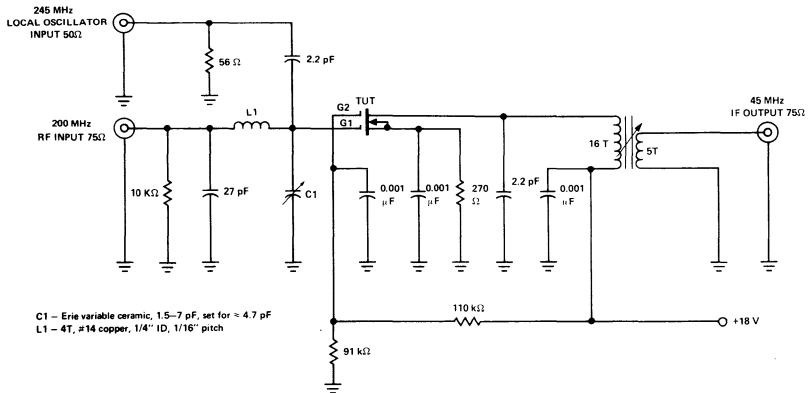 245 MHz
LOCAL OSCILLATOR
INPUT 50Ω
56 Ω
2.2 pF
200 MHz
RF INPUT 75Ω
L1
10 KΩ
27 pF
C1
G2
TUT
G1
0.001
μF
0.001
μF
270
Ω
2.2 pF
0.001
μF
16 T
5T
45 MHz
IF OUTPUT 75Ω
110 kΩ
+18 V
91 kΩ
C1 – Erie variable ceramic, 1.5–7 pF, set for ≈ 4.7 pF
L1 – 4T, #14 copper, 1/4" ID, 1/16" pitch